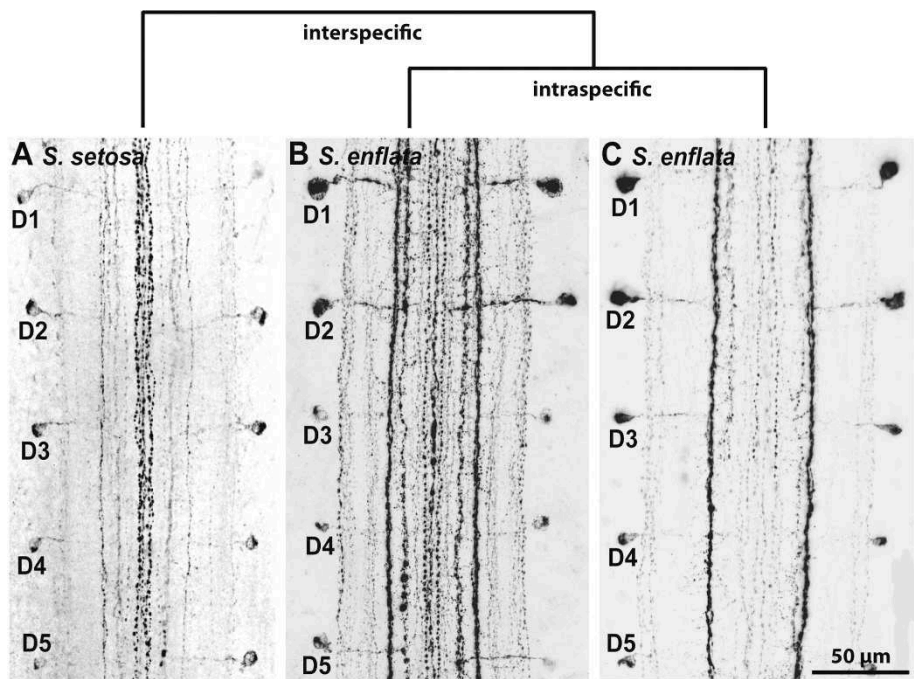 interspecific
intraspecific
A S. setosa
B S. enflata
C S. enflata
D1
D1
D1
D2
D2
D2
D3
D3
D3
D4
D4
D4
D5
D5
D5
50 µm